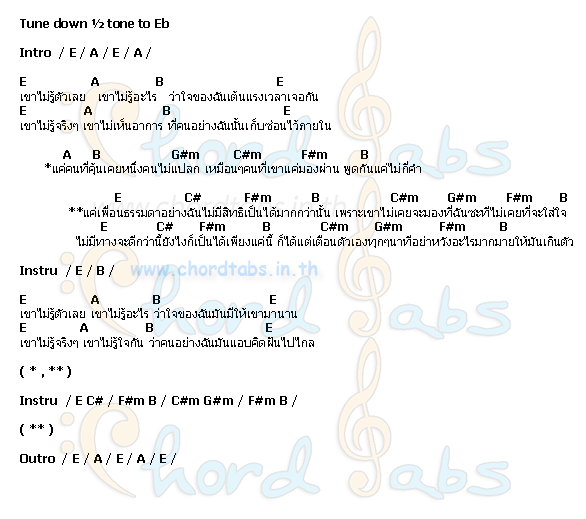 Tune down ½ tone to Eb
Intro / E / A / E / A /
E A B E
เขาไม่รู้ตัวเลย เขาไม่รู้อะไร ว่าใจของฉันเต้นแรงเวลาเจอกัน
E A B E
เขาไม่รู้จริงๆ เขาไม่เห็นอาการ ที่คนอย่างฉันนั้นเก็บซ่อนไว้ภายใน
A B G#m C#m F#m B
*แค่คนที่คุ้นเคยหนึ่งคนไม่แปลก เหมือนๆคนที่เขาแค่มองผ่าน พูดกันแค่ไม่กี่คำ
E C# F#m B C#m G#m F#m B
**แค่เพื่อนธรรมดาอย่างฉันไม่มีสิทธิเป็นได้มากกว่านั้น เพราะเขาไม่เคยจะมองที่ฉันซะทีไม่เคยที่จะใส่ใจ
E C# F#m B C#m G#m F#m B
ไม่มีทางจะดีกว่านี้ยังไงก็เป็นได้เพียงแค่นี้ ก็ได้แต่เตือนตัวเองทุกๆนาทีอย่าหวังอะไรมากมายให้มันเกินตัว
Instru / E / B /
www.chordtabs.in.th
E A B E
เขาไม่รู้ตัวเลย เขาไม่รู้อะไร ว่าใจของฉันมันมีให้เขามานาน
E A B E
เขาไม่รู้จริงๆ เขาไม่รู้ใจกัน ว่าคนอย่างฉันมันแอบคิดฝันไปไกล
( * , ** )
Instru / E C# / F#m B / C#m G#m / F#m B /
( ** )
Outro / E / A / E / A / E /